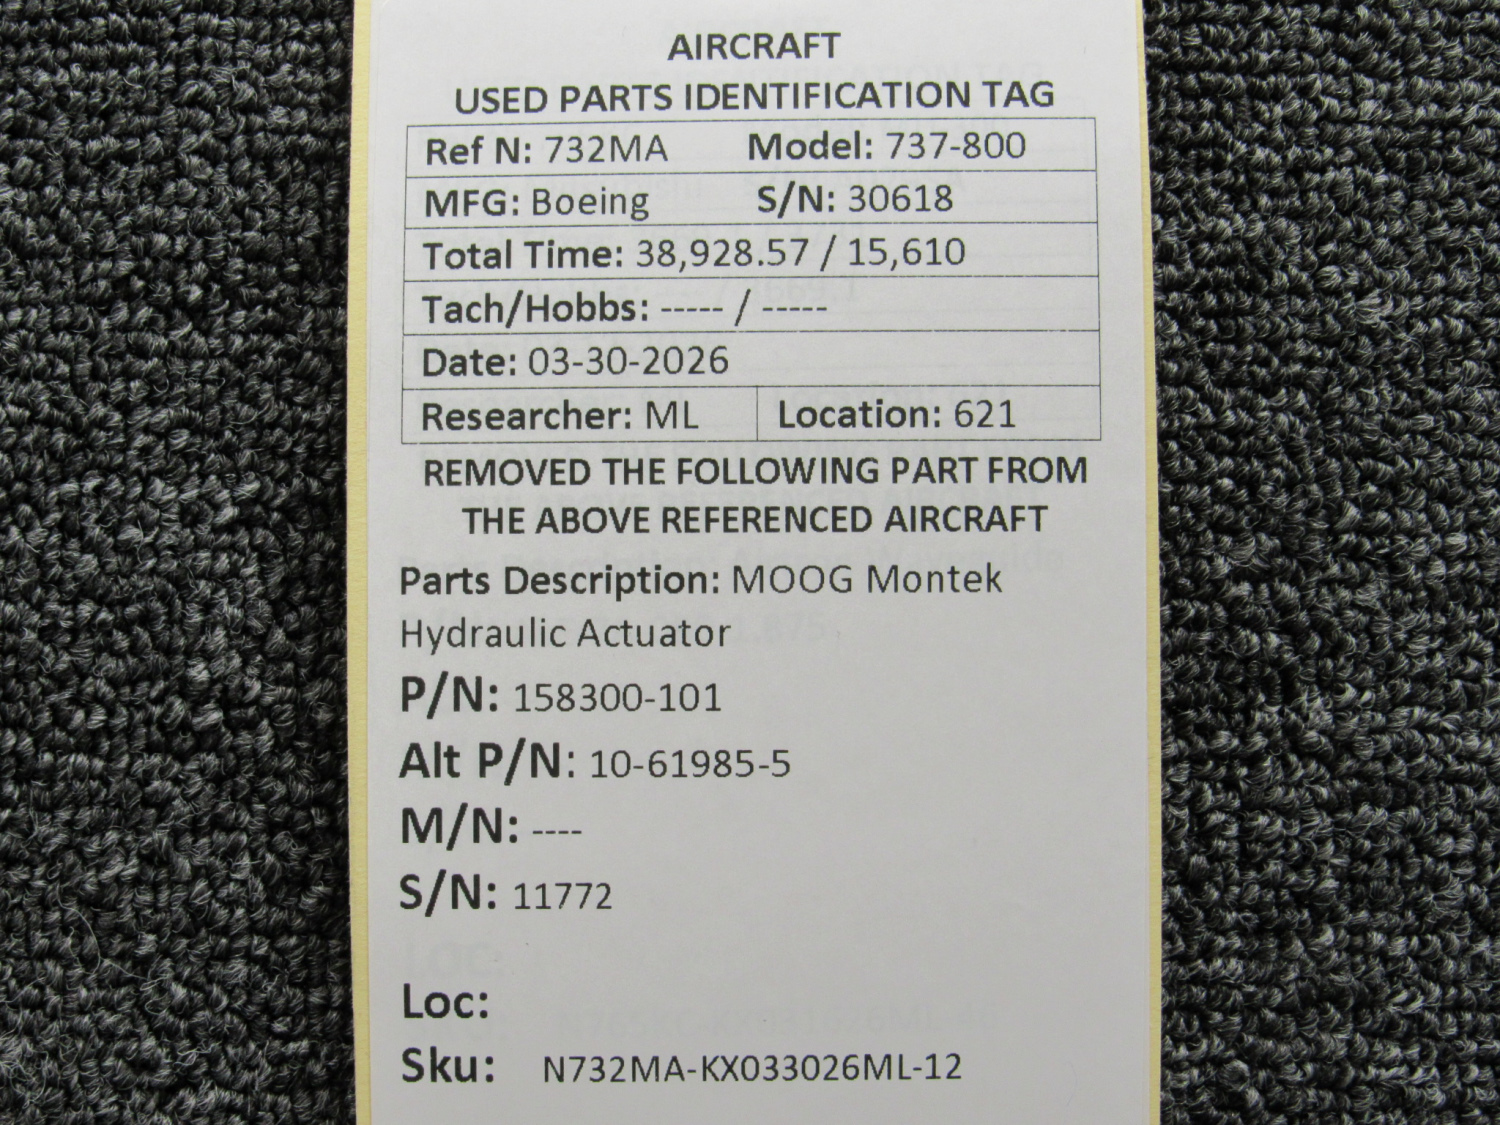 AIRCRAFT
USED PARTS IDENTIFICATION TAG
Ref N: 732MA Model: 737-800
MFG: Boeing S/N: 30618
Total Time: 38,928.57 / 15,610
Tach/Hobbs: ----- / -----
Date: 03-30-2026
Researcher: ML Location: 621
REMOVED THE FOLLOWING PART FROM
THE ABOVE REFERENCED AIRCRAFT
Parts Description: MOOG Montek
Hydraulic Actuator
P/N: 158300-101
Alt P/N: 10-61985-5
M/N: ----
S/N: 11772
Loc:
Sku: N732MA-KX033026ML-12